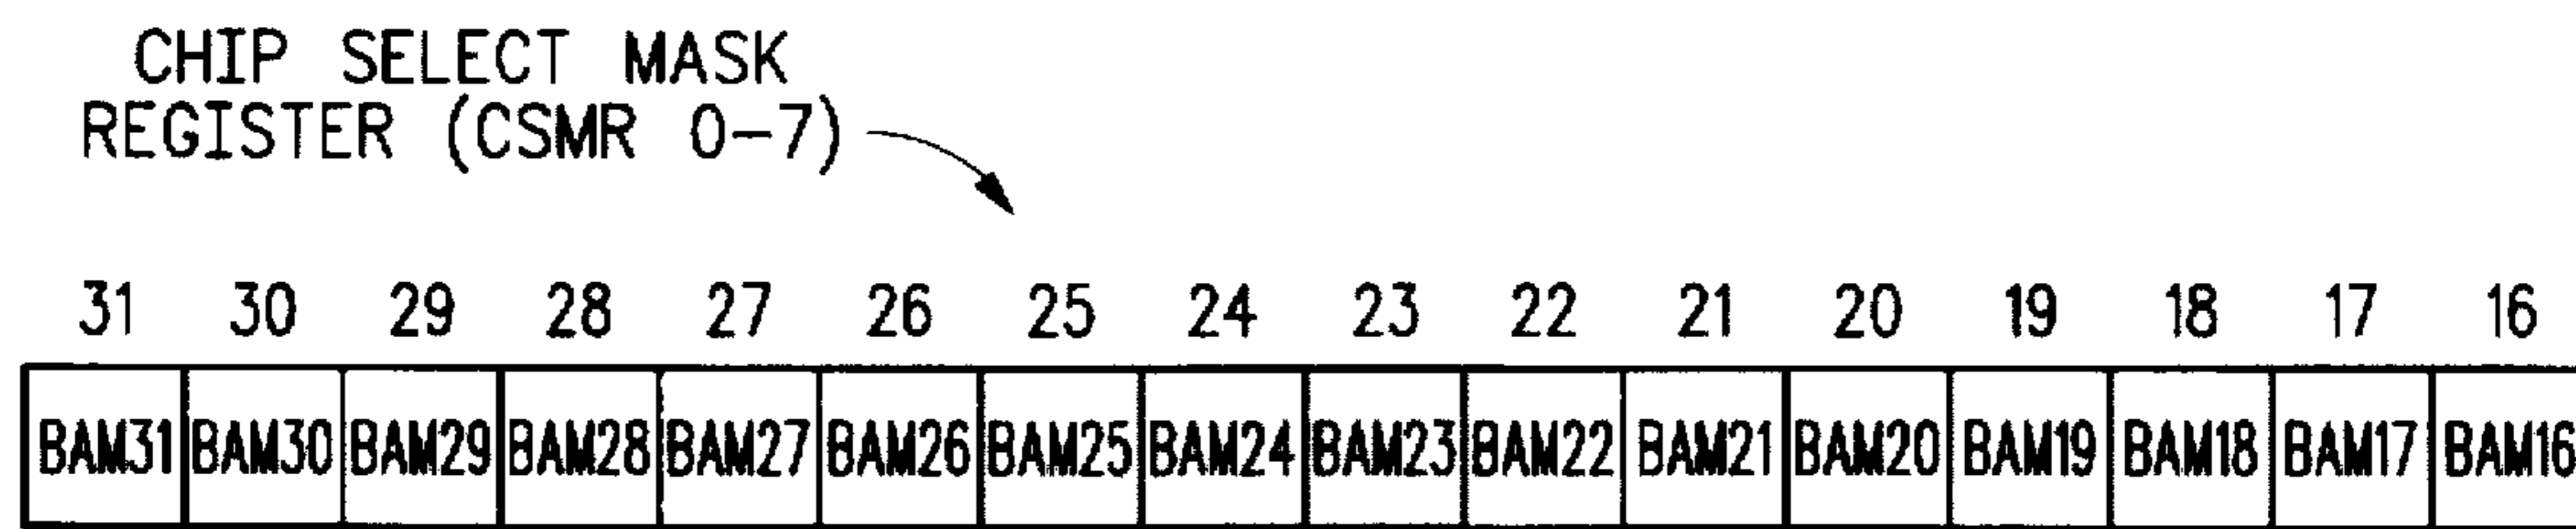 CHIP SELECT MASK
REGISTER (CSMR 0-7)
31 30 29 28 27 26 25 24 23 22 21 20 19 18 17 16
BAM31 BAM30 BAM29 BAM28 BAM27 BAM26 BAM25 BAM24 BAM23 BAM22 BAM21 BAM20 BAM19 BAM18 BAM17 BAM16